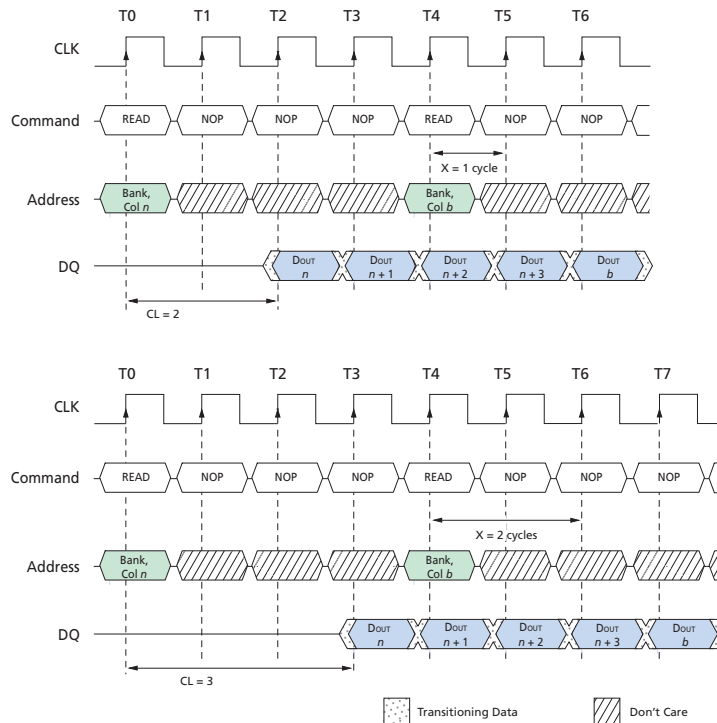 T0 T1 T2 T3 T4 T5 T6
CLK
Command READ NOP NOP NOP READ NOP NOP
X = 1 cycle
Address Bank, Col n Bank, Col b
DQ DOUT n DOUT n + 1 DOUT n + 2 DOUT n + 3 DOUT b
CL = 2
T0 T1 T2 T3 T4 T5 T6 T7
CLK
Command READ NOP NOP NOP READ NOP NOP NOP
X = 2 cycles
Address Bank, Col n Bank, Col b
DQ DOUT n DOUT n + 1 DOUT n + 2 DOUT n + 3 DOUT b
CL = 3
Transitioning Data Don't Care